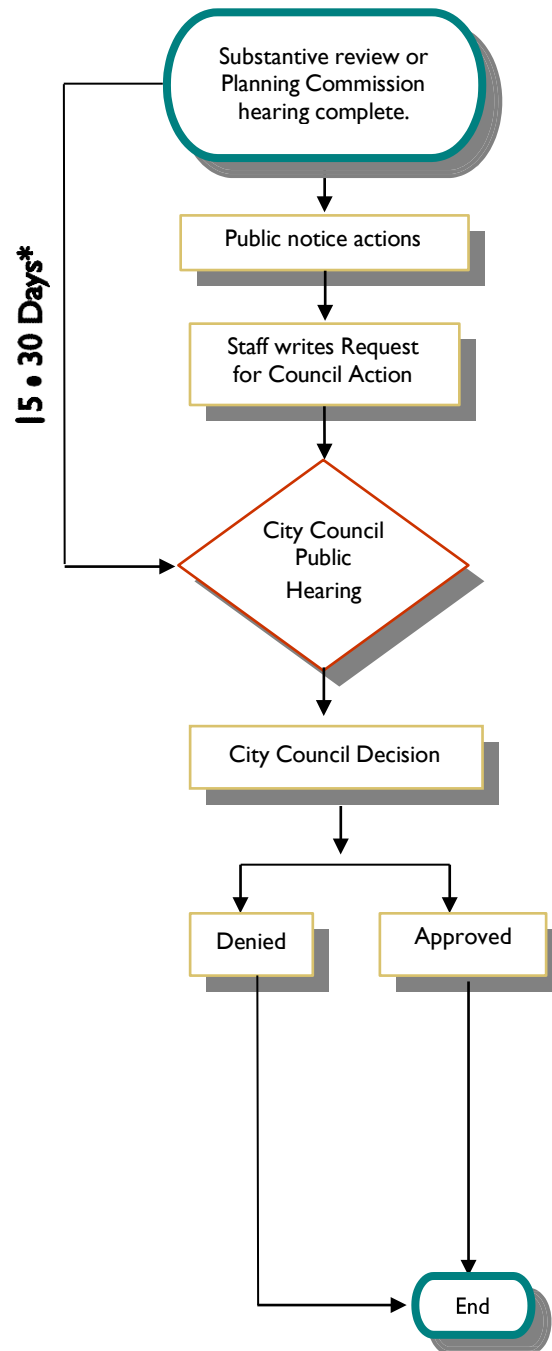 Substantive review or
Planning Commission
hearing complete.
Public notice actions
15 • 30 Days*
Staff writes Request
for Council Action
City Council
Public
Hearing
City Council Decision
Denied
Approved
End